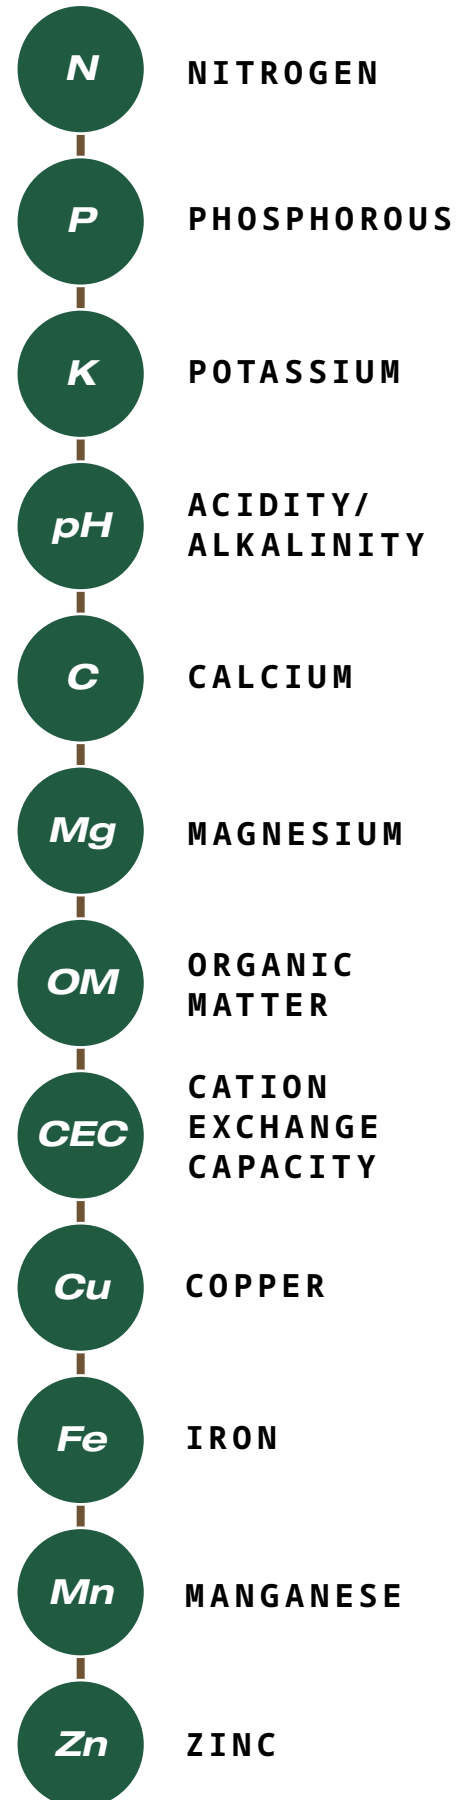 N
NITROGEN
P
PHOSPHOROUS
K
POTASSIUM
pH
ACIDITY/
ALKALINITY
C
CALCIUM
Mg
MAGNESIUM
OM
ORGANIC
MATTER
CEC
CATION
EXCHANGE
CAPACITY
Cu
COPPER
Fe
IRON
Mn
MANGANESE
Zn
ZINC